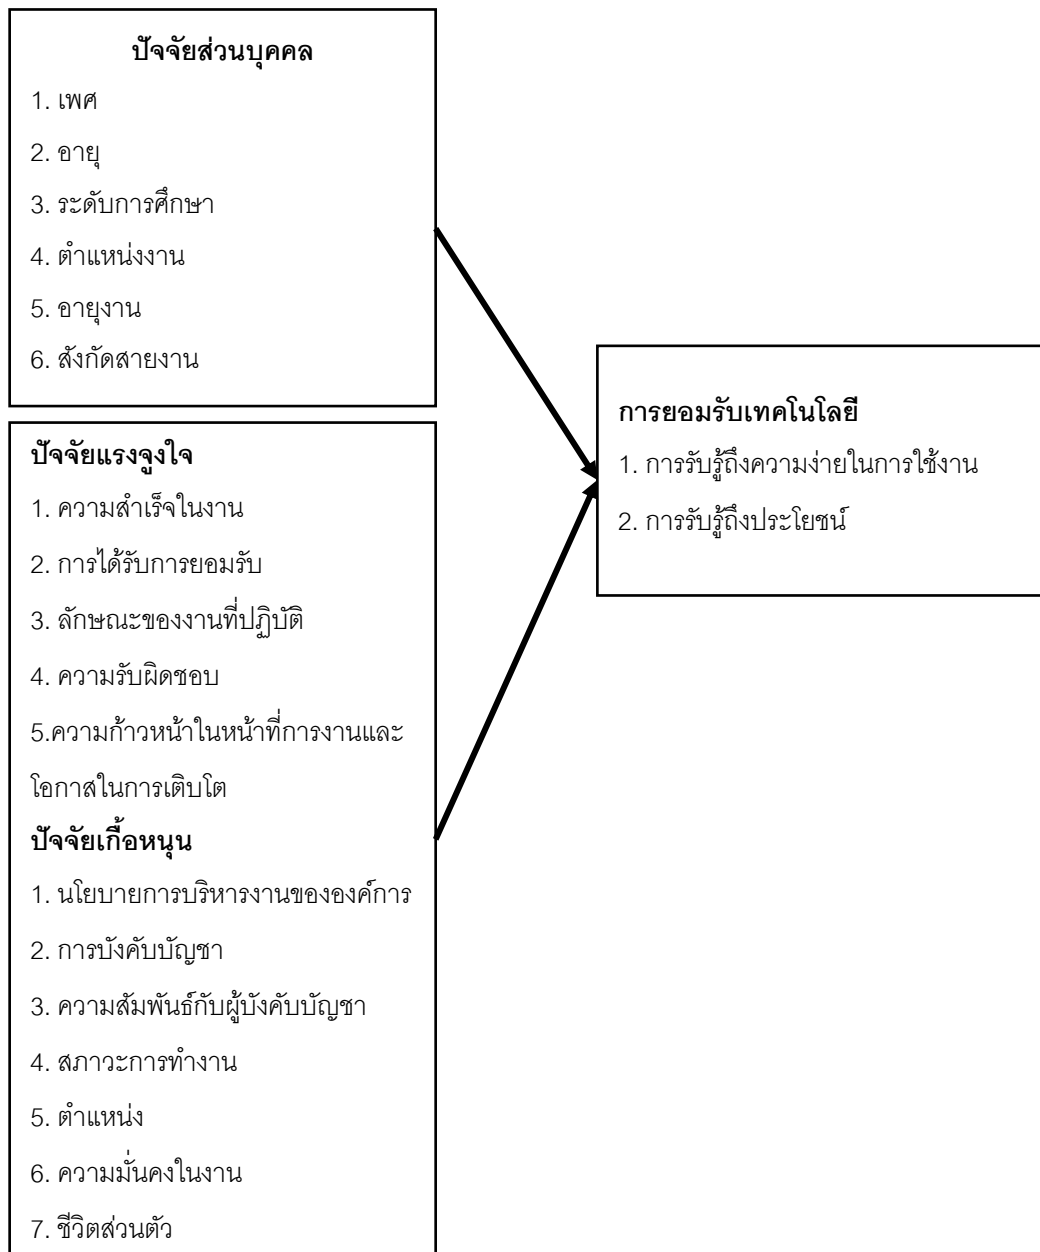 ปัจจัยส่วนบุคคล
1. เพศ
2. อายุ
3. ระดับการศึกษา
4. ตำแหน่งงาน
5. อายุงาน
6. สังกัดสายงาน
ปัจจัยแรงจูงใจ
1. ความสำเร็จในงาน
2. การได้รับการยอมรับ
3. ลักษณะของงานที่ปฏิบัติ
4. ความรับผิดชอบ
5.ความก้าวหน้าในหน้าที่การงานและ
โอกาสในการเติบโต
ปัจจัยเกื้อหนุน
1. นโยบายการบริหารงานขององค์การ
2. การบังคับบัญชา
3. ความสัมพันธ์กับผู้บังคับบัญชา
4. สภาวะการทำงาน
5. ตำแหน่ง
6. ความมั่นคงในงาน
7. ชีวิตส่วนตัว
การยอมรับเทคโนโลยี
1. การรับรู้ถึงความง่ายในการใช้งาน
2. การรับรู้ถึงประโยชน์